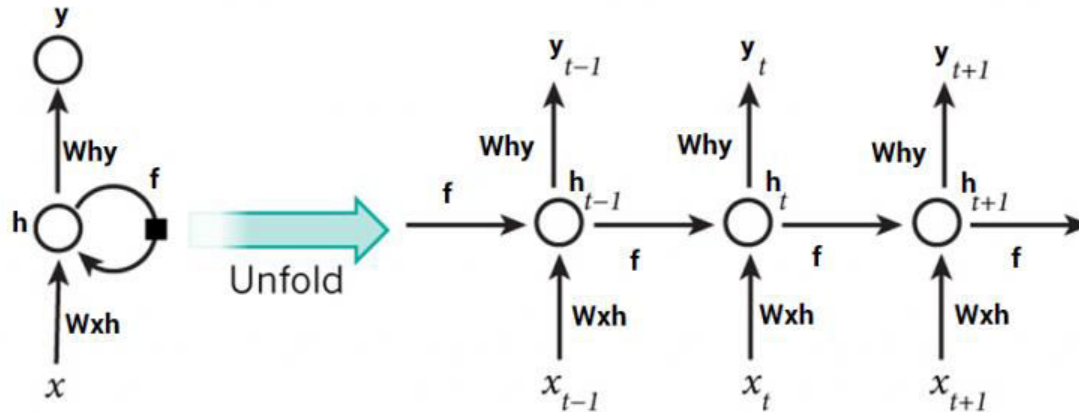 y
Why
f
h
Wxh
x
Unfold
y t-1
y t
y t+1
Why
Why
Why
f
h t-1
h t
h t+1
f
f
f
Wxh
Wxh
Wxh
x t-1
x t
x t+1